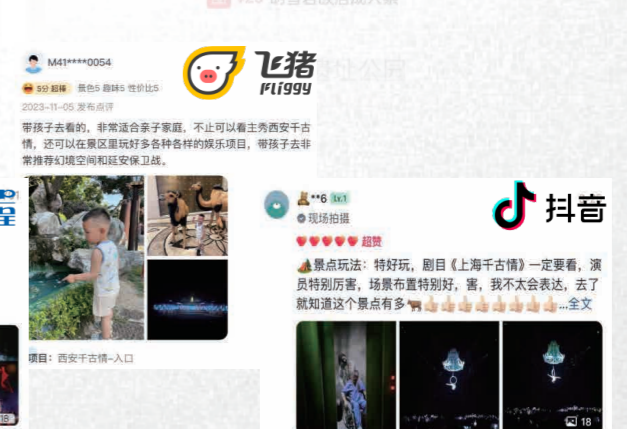 M41****0054
飞猪
Fliggy
5分 超棒 景色5 趣味5 性价比5
2023-11-05 发布点评
带孩子去看的，非常适合亲子家庭，不止可以看主秀西安千古
情，还可以在景区里玩好多各种各样的娱乐项目，带孩子去非
常推荐幻境空间和延安保卫战。
项目：西安千古情-入口
程
18
**6 Lv.1
现场拍摄
抖音
超赞
景点玩法：特好玩，剧目《上海千古情》一定要看，演
员特别厉害，场景布置特别好，害，我不太会表达，去了
就知道这个景点有多🐂👍🏻👍🏻👍🏻👍🏻👍🏻👍🏻👍🏻👍🏻...全文
18